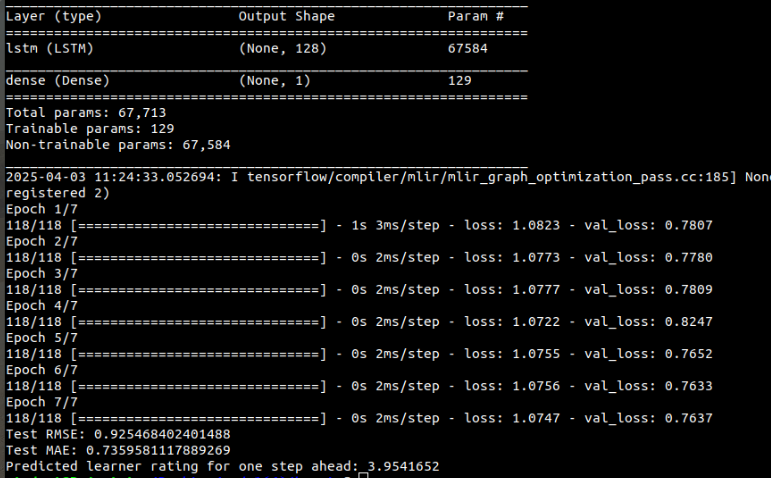 _________________________________________________________________
Layer (type)                 Output Shape              Param #
=================================================================
lstm (LSTM)                  (None, 128)               67584
_________________________________________________________________
dense (Dense)                (None, 1)                 129
=================================================================
Total params: 67,713
Trainable params: 129
Non-trainable params: 67,584
_________________________________________________________________
2025-04-03 11:24:33.052694: I tensorflow/compiler/mlir/mlir_graph_optimization_pass.cc:185] None
registered 2)
Epoch 1/7
118/118 [==============================] - 1s 3ms/step - loss: 1.0823 - val_loss: 0.7807
Epoch 2/7
118/118 [==============================] - 0s 2ms/step - loss: 1.0773 - val_loss: 0.7780
Epoch 3/7
118/118 [==============================] - 0s 2ms/step - loss: 1.0777 - val_loss: 0.7809
Epoch 4/7
118/118 [==============================] - 0s 2ms/step - loss: 1.0722 - val_loss: 0.8247
Epoch 5/7
118/118 [==============================] - 0s 2ms/step - loss: 1.0755 - val_loss: 0.7652
Epoch 6/7
118/118 [==============================] - 0s 2ms/step - loss: 1.0756 - val_loss: 0.7633
Epoch 7/7
118/118 [==============================] - 0s 2ms/step - loss: 1.0747 - val_loss: 0.7637
Test RMSE: 0.925468402401488
Test MAE: 0.7359581117889269
Predicted learner rating for one step ahead: 3.9541652